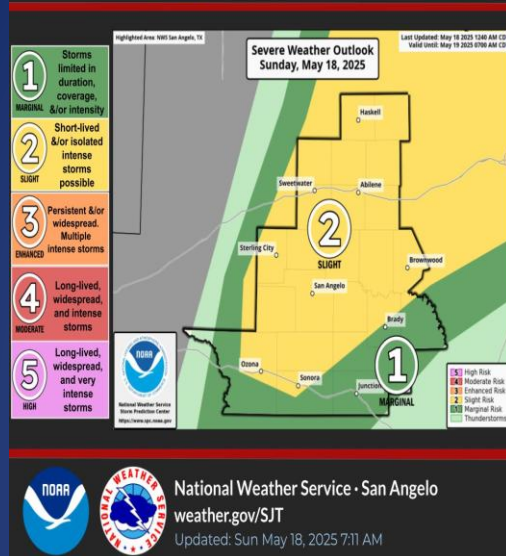 Highlighted Area: NWS San Angelo, TX
Last Updated: May 18 2025 1240 AM CDT
Valid Until: May 19 2025 0700 AM CDT
Severe Weather Outlook
Sunday, May 18, 2025
1
MARGINAL
Storms
limited in
duration,
coverage,
&/or intensity
2
SLIGHT
Short-lived
&/or isolated
intense
storms
possible
3
ENHANCED
Persistent &/or
widespread.
Multiple
intense storms
4
MODERATE
Long-lived,
widespread,
and intense
storms
5
HIGH
Long-lived,
widespread,
and very
intense
storms
Haskell
Sweetwater
Abilene
2
SLIGHT
Sterling City
Brownwood
San Angelo
Brady
Ozona
Sonora
Junction
1
MARGINAL
NOAA
National Weather Service
Storm Prediction Center
https://www.spc.noaa.gov
5 High Risk
4 Moderate Risk
3 Enhanced Risk
2 Slight Risk
1 Marginal Risk
Thunderstorms
NOAA
NATIONAL WEATHER SERVICE
National Weather Service · San Angelo
weather.gov/SJT
Updated: Sun May 18, 2025 7:11 AM